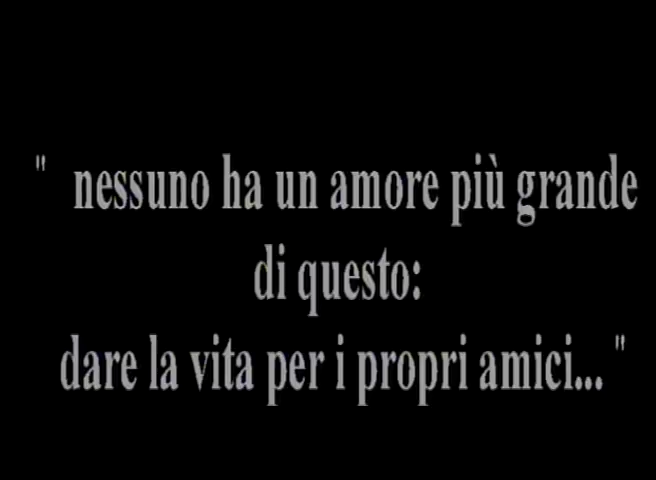 " nessuno ha un amore più grande
di questo:
dare la vita per i propri amici... "